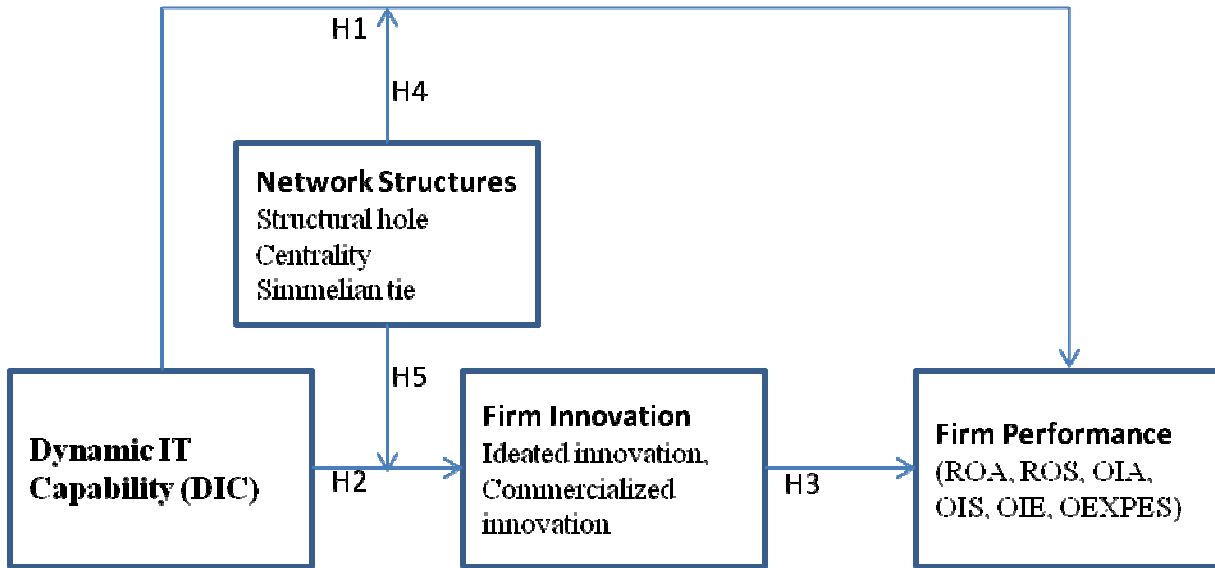 H1
H4
Network Structures
Structural hole
Centrality
Simmelian tie
H5
Dynamic IT
Capability (DIC)
H2
Firm Innovation
Ideated innovation,
Commercialized
innovation
H3
Firm Performance
(ROA, ROS, OIA,
OIS, OIE, OEXPES)